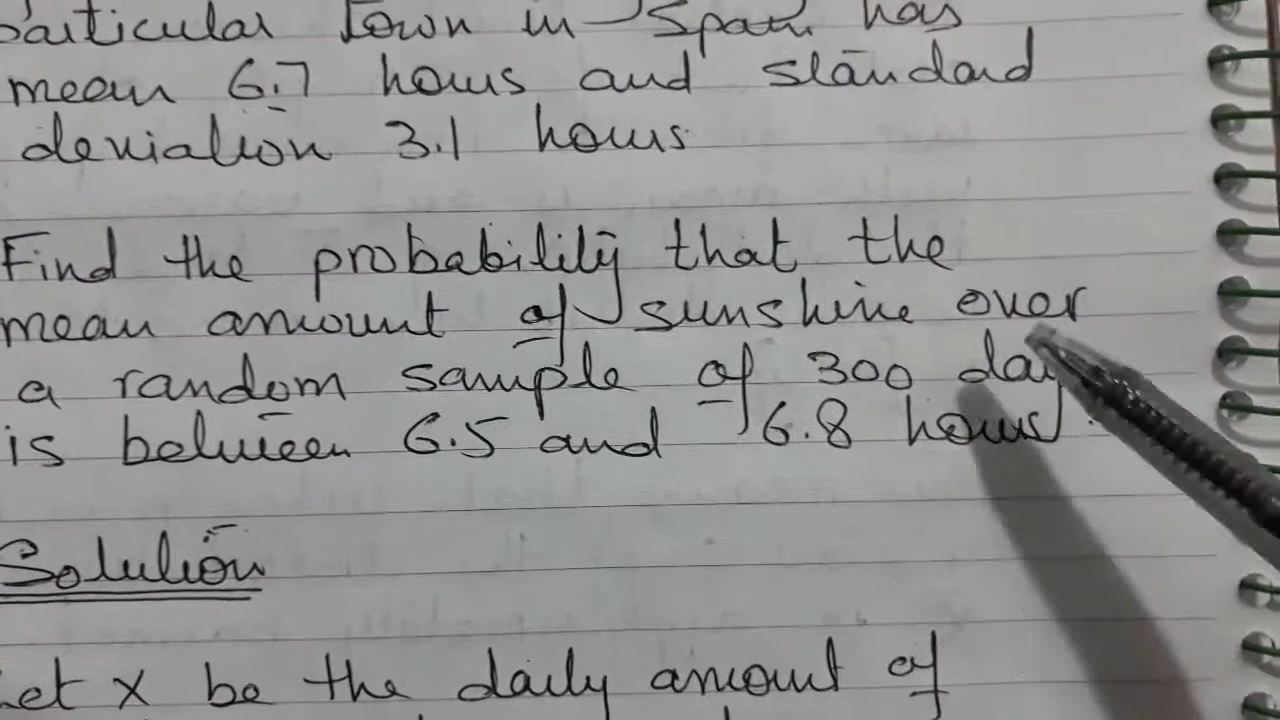 particular town in Spain has
mean 6.7 hours and standard
deviation 3.1 hours
Find the probability that the
mean amount of sunshine over
a random sample of 300 day
is between 6.5 and 6.8 hours.
Solution
Let X be the daily amount of